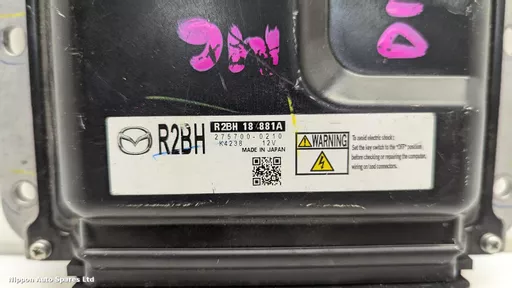 JMC
10
R2BH
R2BH 18 881A
275700-0210
K4238 12V
MADE IN JAPAN
WARNING
To avoid electric shock:
Set the key switch to the "OFF" position
before checking or repairing the computer,
wiring or load connectors.
Nippon Auto Spares Ltd